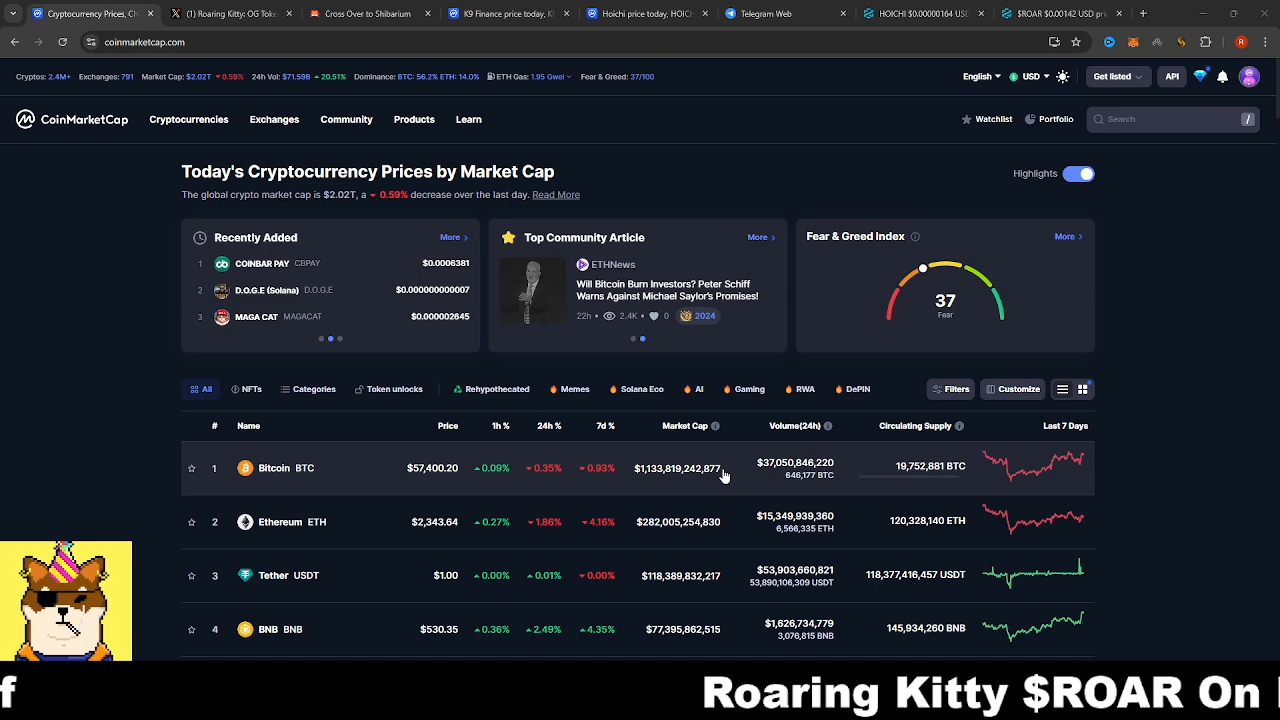 Cryptocurrency Prices, Ch
(1) Roaring Kitty: OG Toke
Cross Over to Shibarium
K9 Finance price today, K
Hoichi price today, HOIC
Telegram Web
HOICHI $0.00000164 USD
$ROAR $0.00142 USD pri
coinmarketcap.com
R
Cryptos: 2.4M+ Exchanges: 791 Market Cap: $2.02T 0.59% 24h Vol: $71.59B 20.51% Dominance: BTC: 56.2% ETH: 14.0% ETH Gas: 1.95 Gwei Fear & Greed: 37/100
English USD Get listed API
CoinMarketCap Cryptocurrencies Exchanges Community Products Learn Watchlist Portfolio Search /
Today's Cryptocurrency Prices by Market Cap
Highlights
The global crypto market cap is $2.02T, a 0.59% decrease over the last day. Read More
Recently Added More
1 COINBAR PAY CBPAY $0.0006381
2 D.O.G.E (Solana) D.O.G.E $0.000000000007
3 MAGA CAT MAGACAT $0.000002645
Top Community Article More
ETHNews
Will Bitcoin Burn Investors? Peter Schiff
Warns Against Michael Saylor's Promises!
22h • 2.4K • 0 2024
Fear & Greed Index More
37
Fear
All NFTs Categories Token unlocks Rehypothecated Memes Solana Eco AI Gaming RWA DePIN Filters Customize
# Name Price 1h % 24h % 7d % Market Cap Volume(24h) Circulating Supply Last 7 Days
1 Bitcoin BTC $57,400.20 0.09% 0.35% 0.93% $1,133,819,242,877 $37,050,846,220 19,752,881 BTC
646,177 BTC
2 Ethereum ETH $2,343.64 0.27% 1.86% 4.16% $282,005,254,830 $15,349,939,360 120,328,140 ETH
6,566,335 ETH
3 Tether USDT $1.00 0.00% 0.01% 0.00% $118,389,832,217 $53,903,660,821 118,377,416,457 USDT
53,890,106,309 USDT
4 BNB BNB $530.35 0.36% 2.49% 4.35% $77,395,862,515 $1,626,734,779 145,934,260 BNB
3,076,815 BNB
f Roaring Kitty $ROAR On